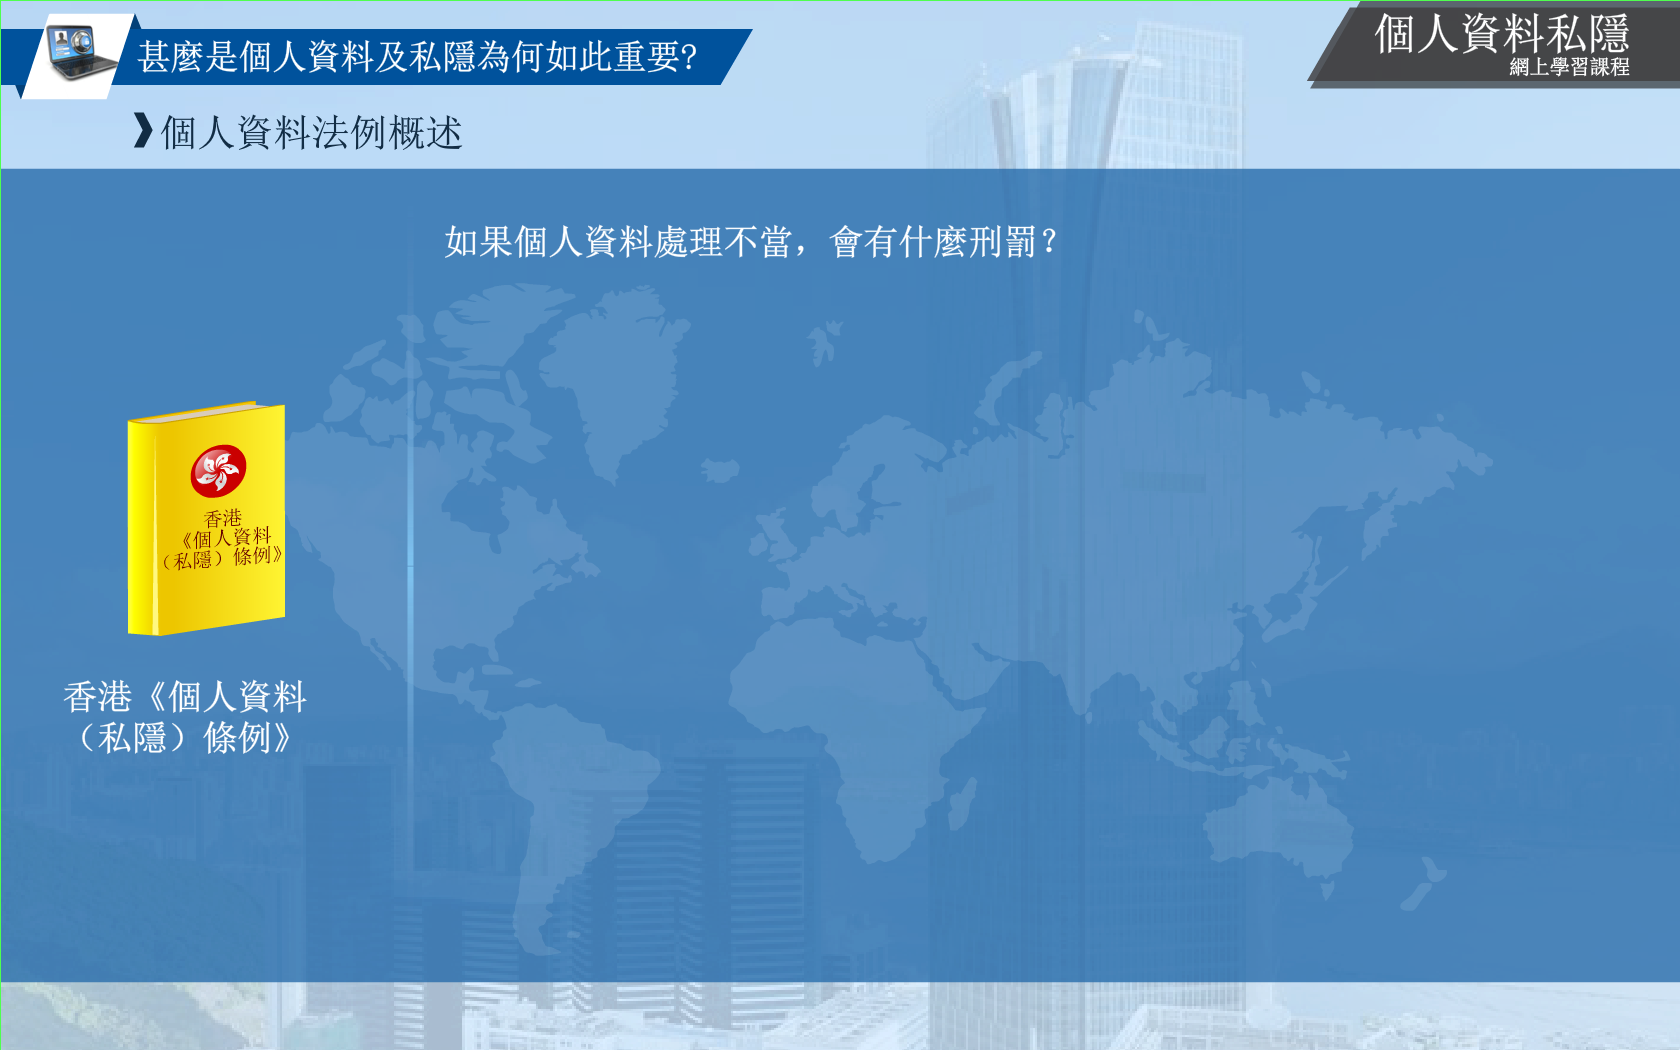 甚麼是個人資料及私隱為何如此重要?
個人資料私隱
網上學習課程
個人資料法例概述
如果個人資料處理不當，會有什麼刑罰？
香港
《個人資料
（私隱）條例》
香港《個人資料
（私隱）條例》